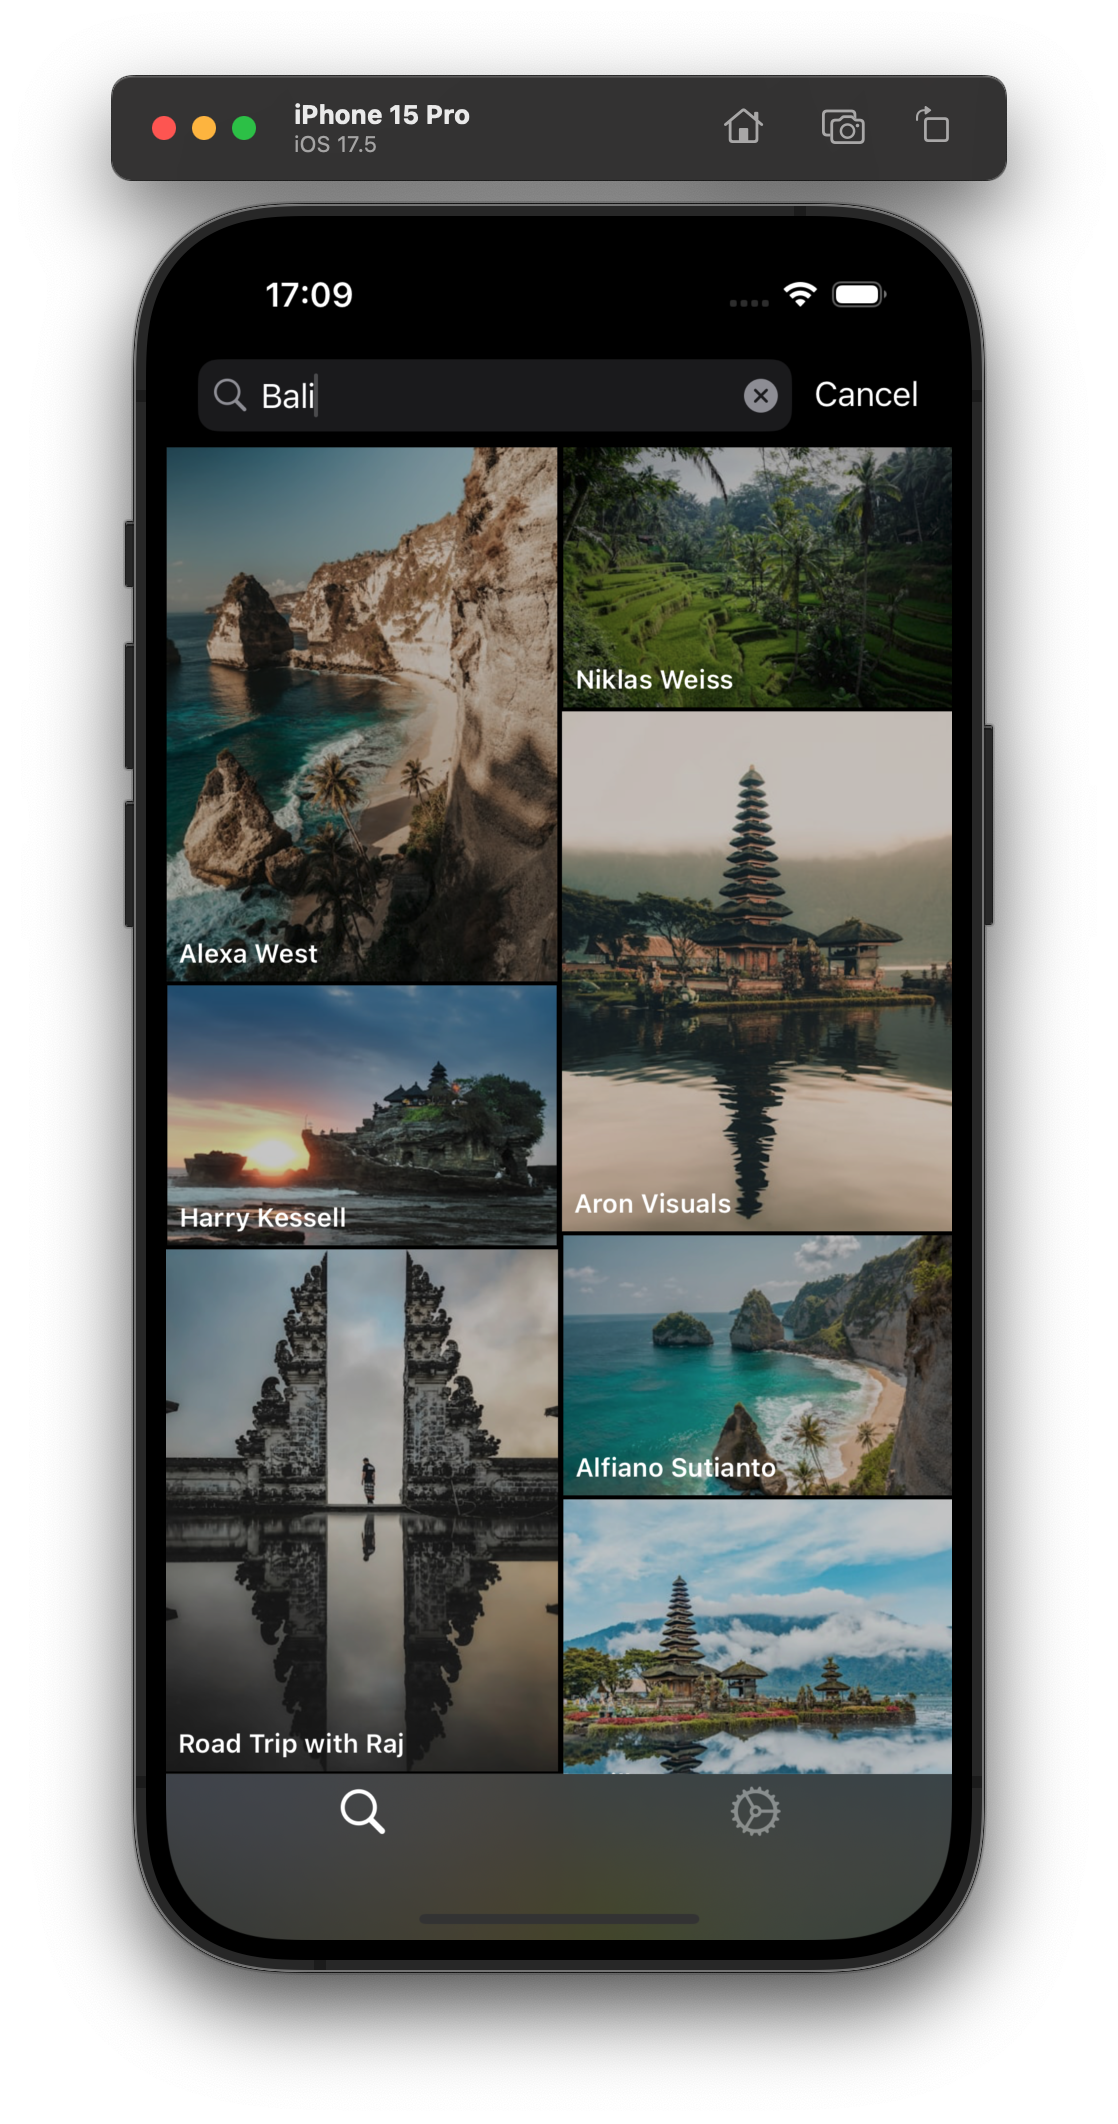 iPhone 15 Pro
iOS 17.5
17:09
Bali
Cancel
Alexa West
Niklas Weiss
Harry Kessell
Aron Visuals
Road Trip with Raj
Alfiano Sutianto